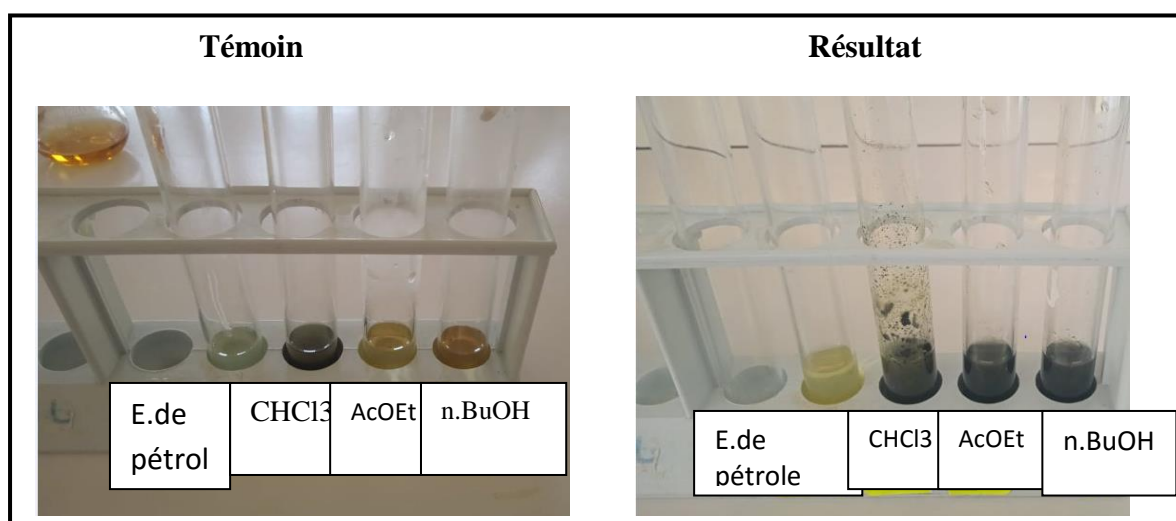 Témoin
Résultat
E.de
pétrol
CHCl3
AcOEt
n.BuOH
E.de
pétrole
CHCl3
AcOEt
n.BuOH